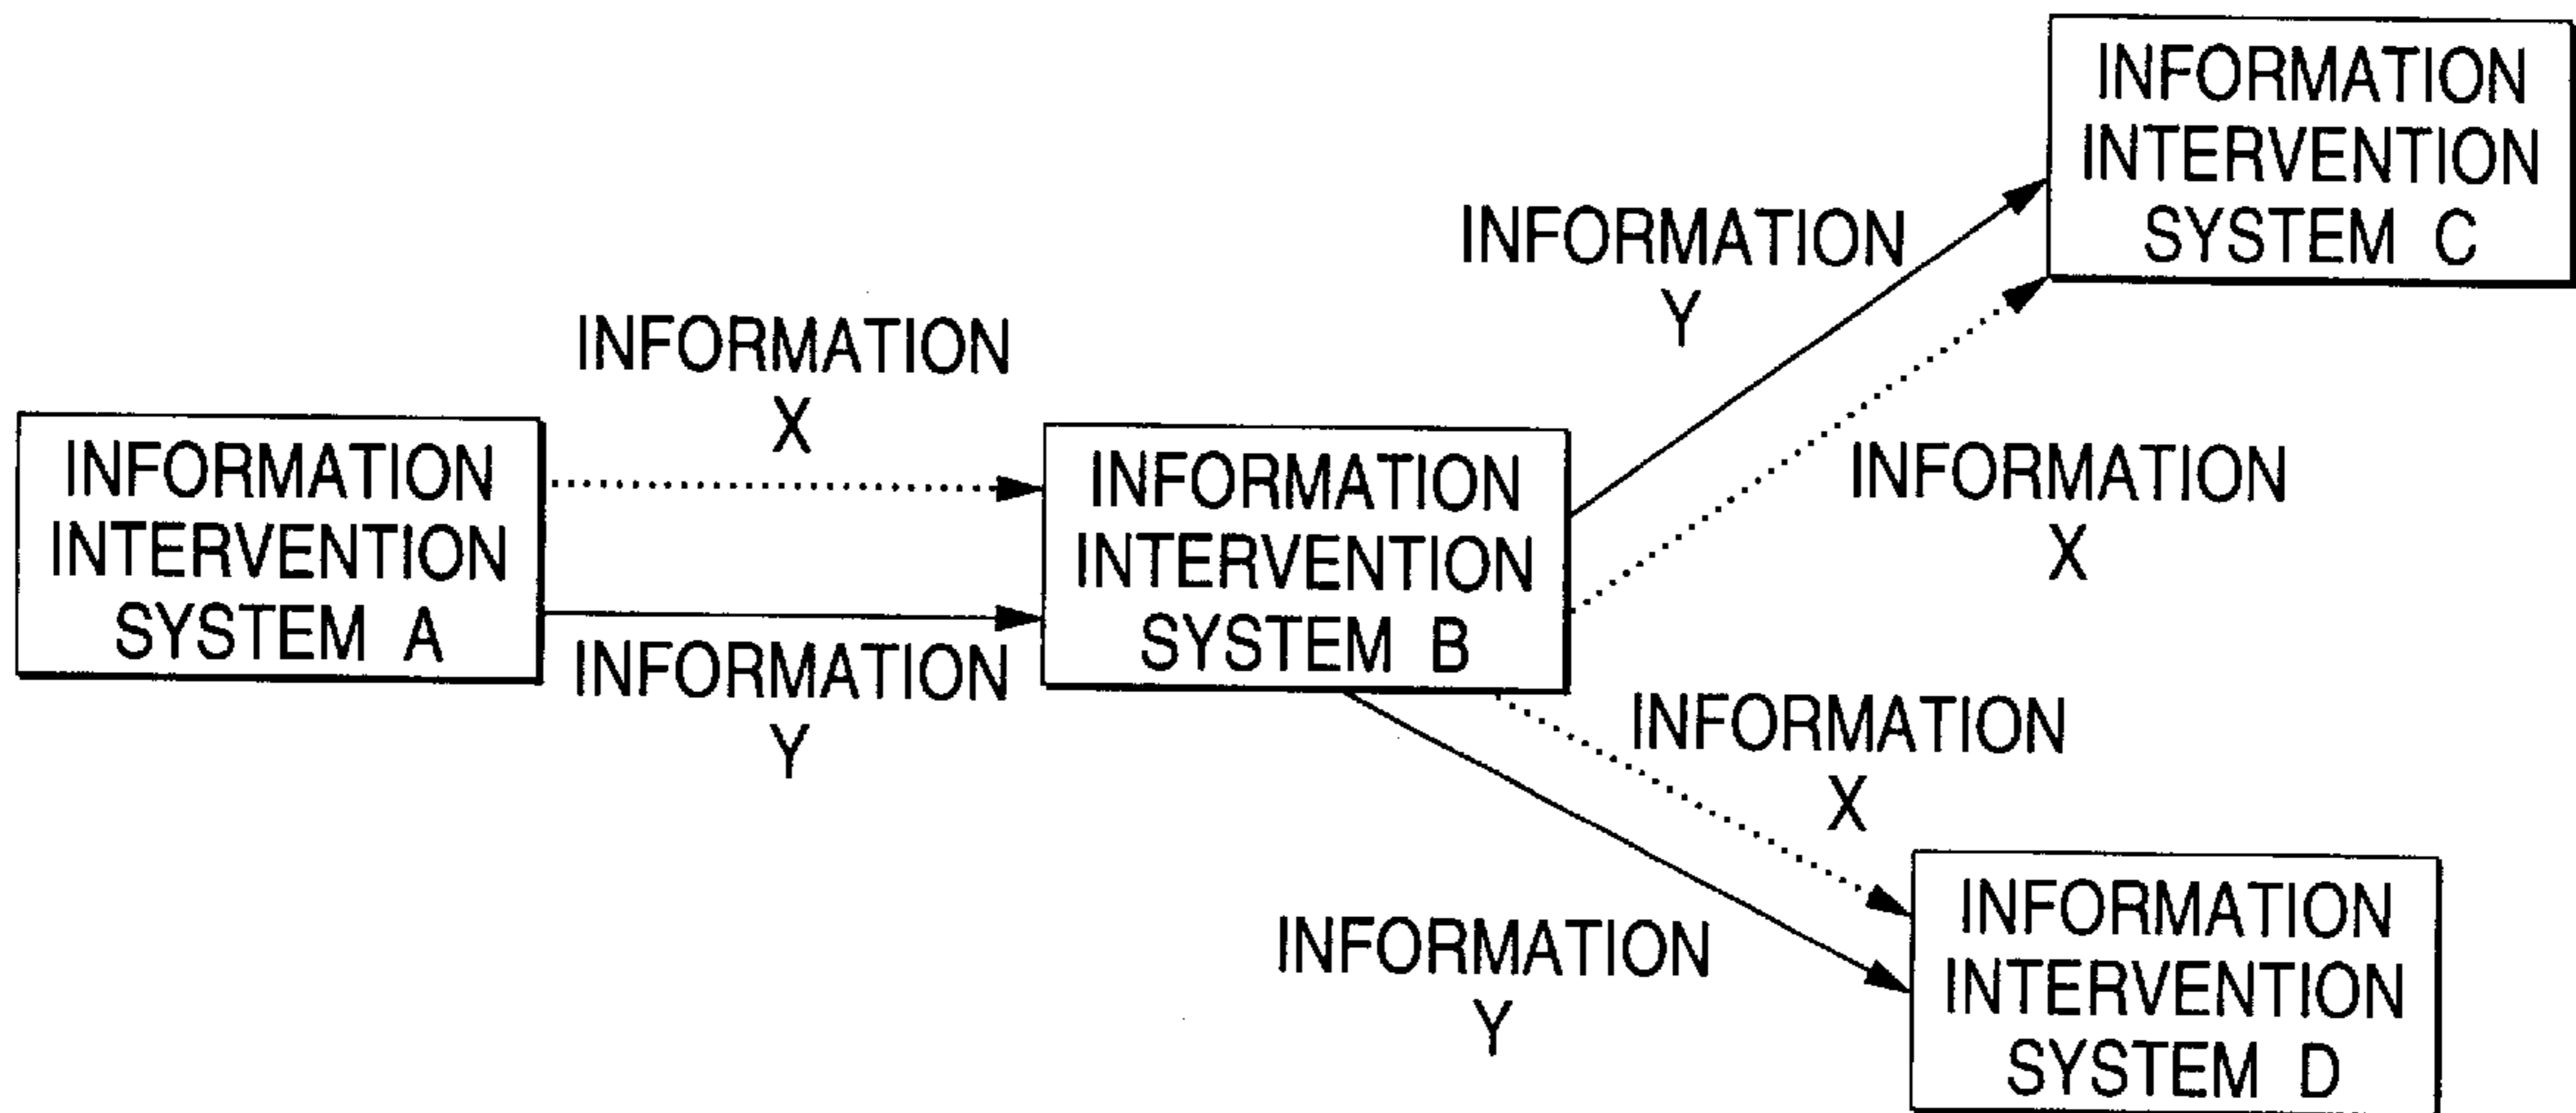 INFORMATION
INTERVENTION
SYSTEM A
INFORMATION
X
INFORMATION
Y
INFORMATION
INTERVENTION
SYSTEM B
INFORMATION
Y
INFORMATION
X
INFORMATION
INTERVENTION
SYSTEM C
INFORMATION
X
INFORMATION
Y
INFORMATION
INTERVENTION
SYSTEM D